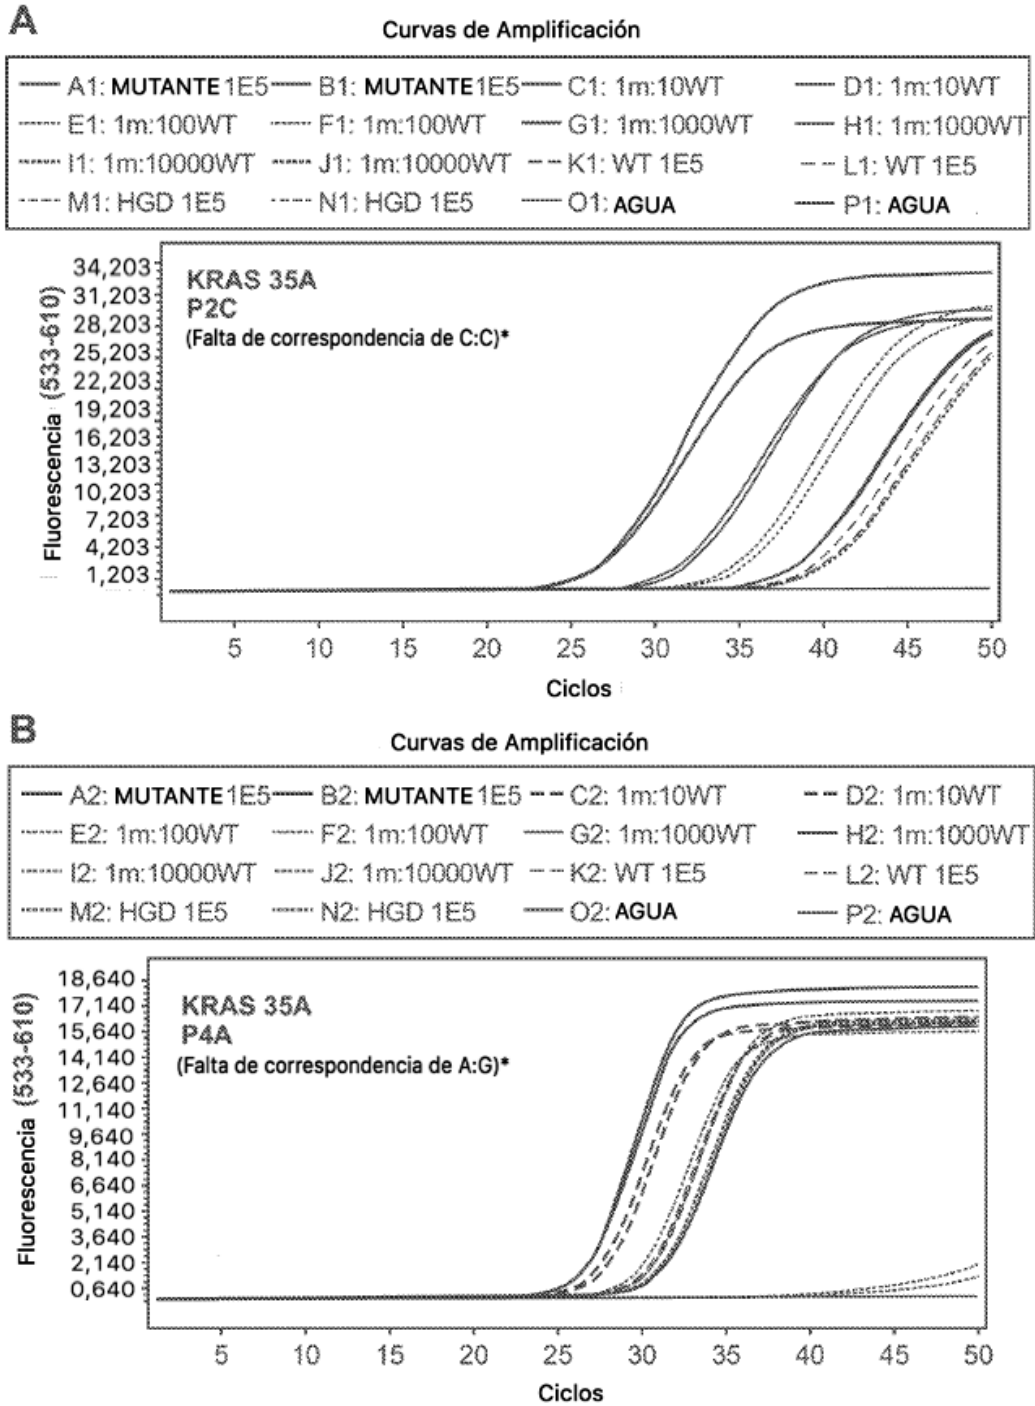 A
Curvas de Amplificación
A1: MUTANTE 1E5 B1: MUTANTE 1E5 C1: 1m:10WT D1: 1m:10WT
E1: 1m:100WT F1: 1m:100WT G1: 1m:1000WT H1: 1m:1000WT
I1: 1m:10000WT J1: 1m:10000WT K1: WT 1E5 L1: WT 1E5
M1: HGD 1E5 N1: HGD 1E5 O1: AGUA P1: AGUA
KRAS 35A
P2C
(Falta de correspondencia de C:C)*
Fluorescencia (533-610)
34,203
31,203
28,203
25,203
22,203
19,203
16,203
13,203
10,203
7,203
4,203
1,203
5 10 15 20 25 30 35 40 45 50
Ciclos
B
Curvas de Amplificación
A2: MUTANTE 1E5 B2: MUTANTE 1E5 C2: 1m:10WT D2: 1m:10WT
E2: 1m:100WT F2: 1m:100WT G2: 1m:1000WT H2: 1m:1000WT
I2: 1m:10000WT J2: 1m:10000WT K2: WT 1E5 L2: WT 1E5
M2: HGD 1E5 N2: HGD 1E5 O2: AGUA P2: AGUA
KRAS 35A
P4A
(Falta de correspondencia de A:G)*
Fluorescencia (533-610)
18,640
17,140
15,640
14,140
12,640
11,140
9,640
8,140
6,640
5,140
3,640
2,140
0,640
5 10 15 20 25 30 35 40 45 50
Ciclos